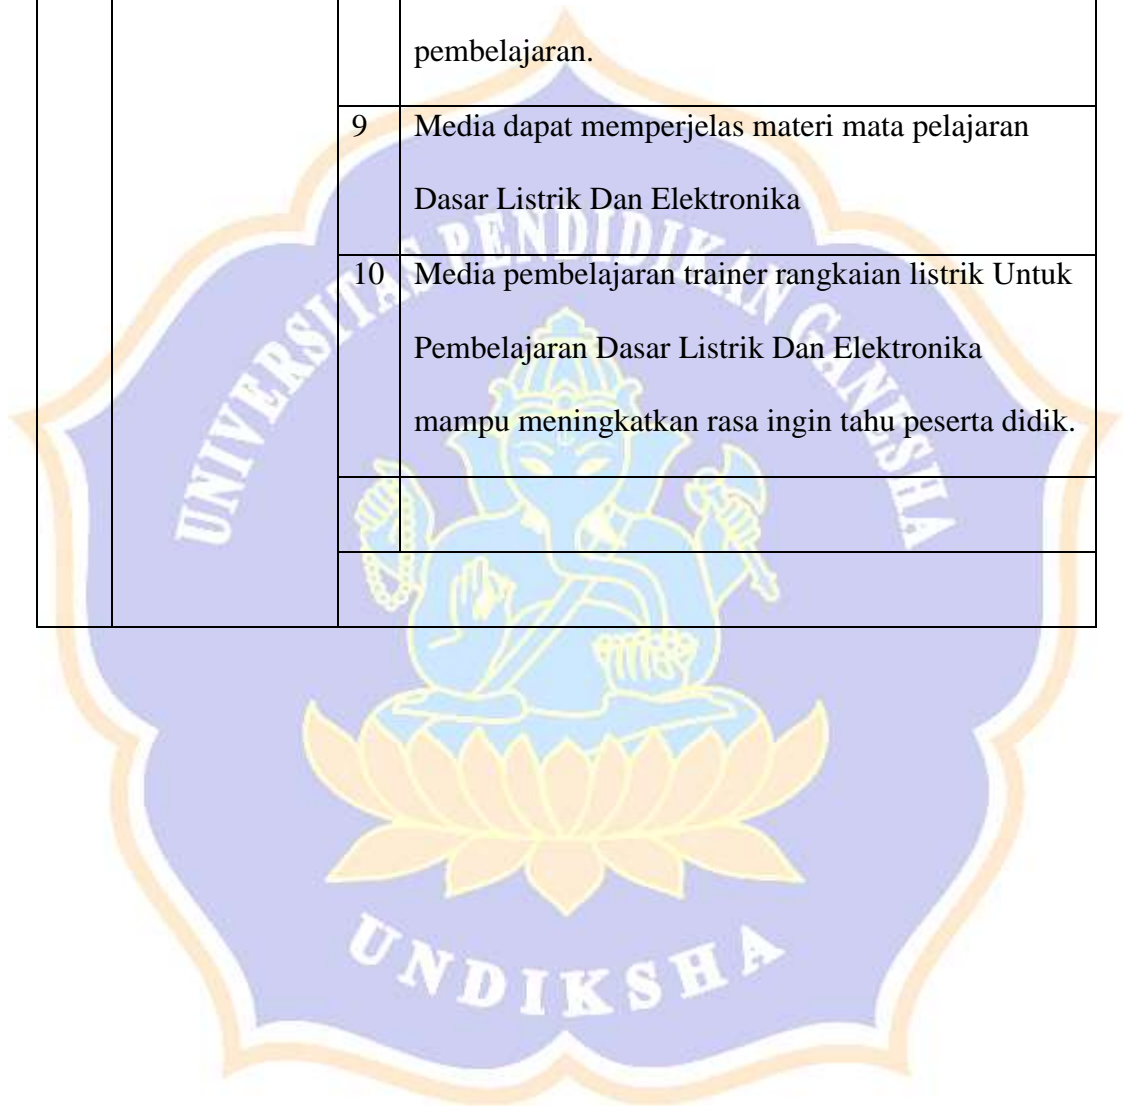 pembelajaran.
9 Media dapat memperjelas materi mata pelajaran
Dasar Listrik Dan Elektronika
10 Media pembelajaran trainer rangkaian listrik Untuk
Pembelajaran Dasar Listrik Dan Elektronika
mampu meningkatkan rasa ingin tahu peserta didik.
UNIVERSITAS PENDIDIKAN GANESHA
UNDIKSHA